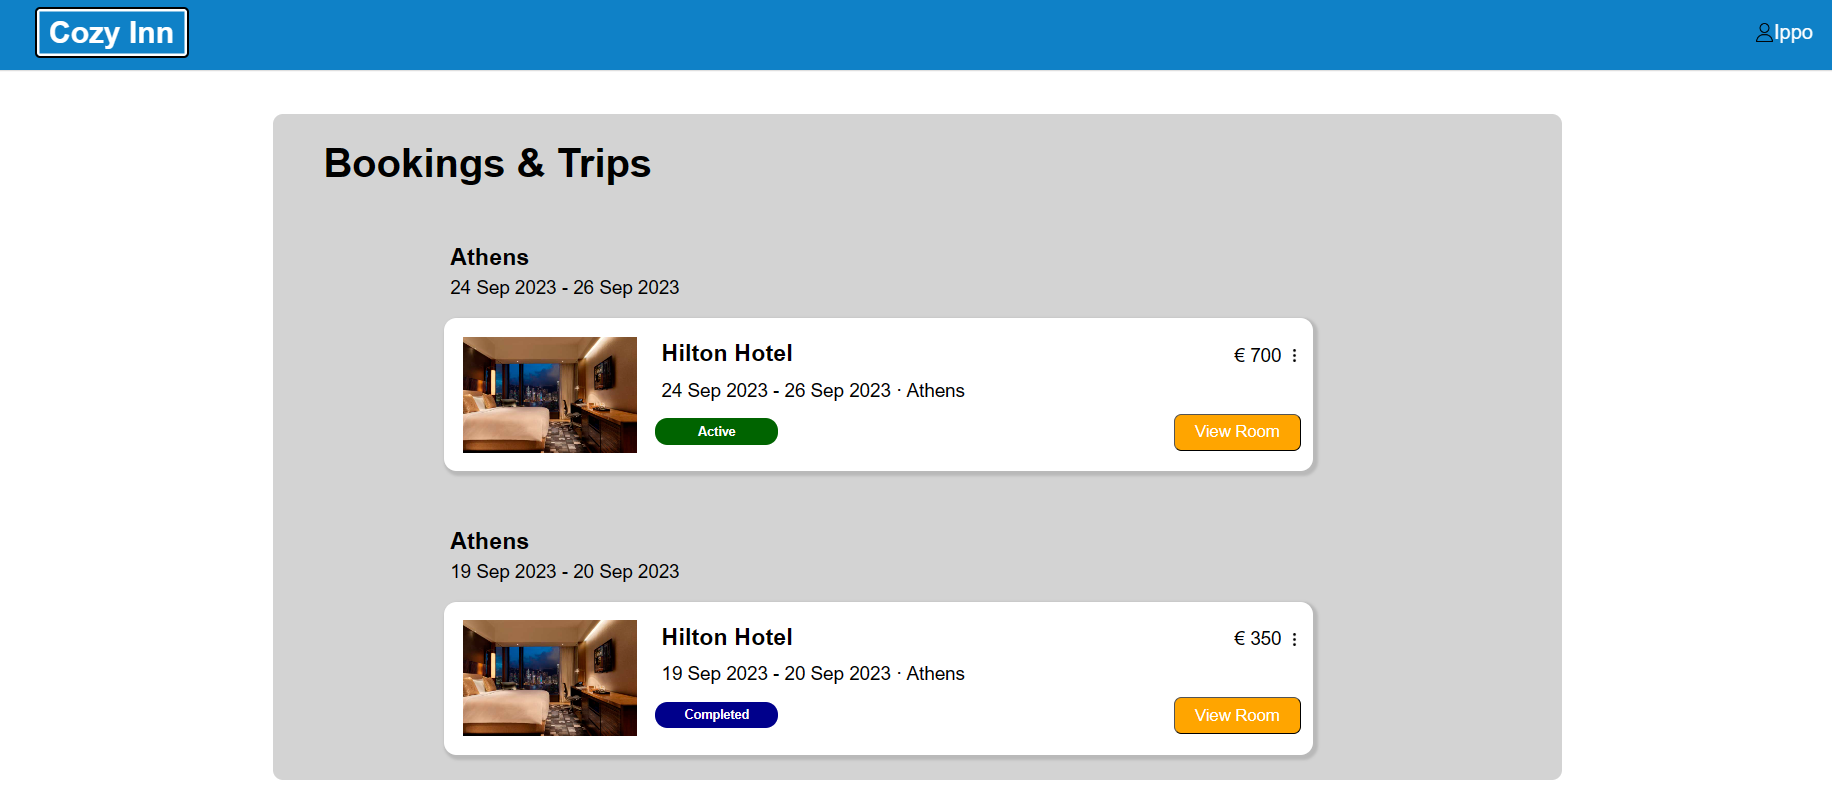 Cozy Inn
Ippo
Bookings & Trips
Athens
24 Sep 2023 - 26 Sep 2023
Hilton Hotel
€ 700
24 Sep 2023 - 26 Sep 2023 · Athens
Active
View Room
Athens
19 Sep 2023 - 20 Sep 2023
Hilton Hotel
€ 350
19 Sep 2023 - 20 Sep 2023 · Athens
Completed
View Room